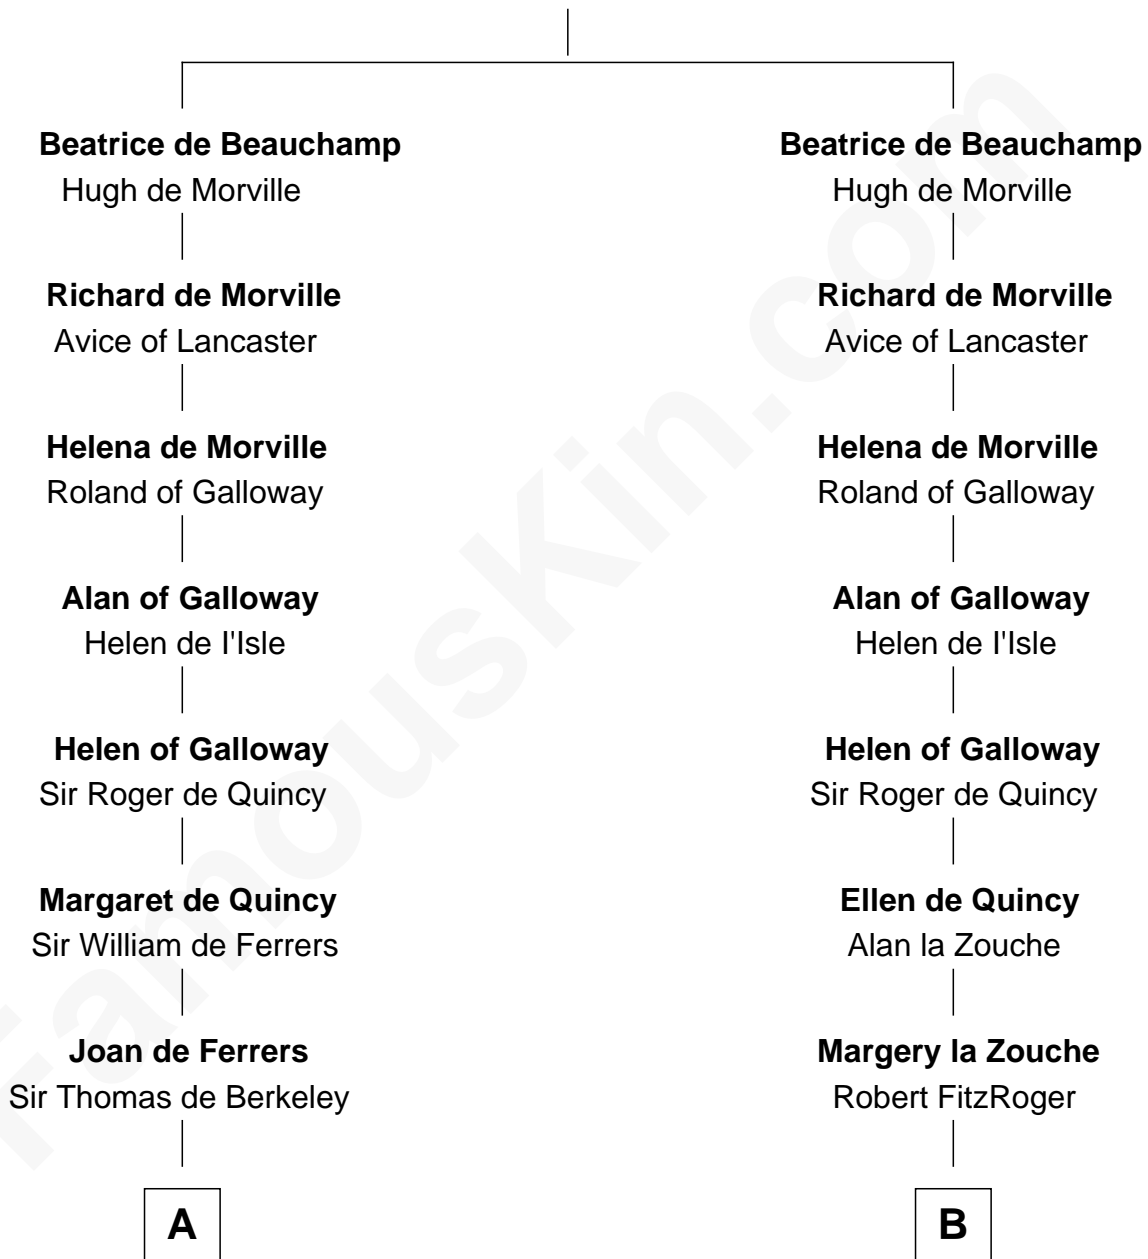 Beatrice de Beauchamp
Hugh de Morville
Richard de Morville
Avice of Lancaster
Helena de Morville
Roland of Galloway
Alan of Galloway
Helen de I'Isle
Helen of Galloway
Sir Roger de Quincy
Margaret de Quincy
Sir William de Ferrers
Joan de Ferrers
Sir Thomas de Berkeley
A
Beatrice de Beauchamp
Hugh de Morville
Richard de Morville
Avice of Lancaster
Helena de Morville
Roland of Galloway
Alan of Galloway
Helen de I'Isle
Helen of Galloway
Sir Roger de Quincy
Ellen de Quincy
Alan la Zouche
Margery la Zouche
Robert FitzRoger
B
FamousKin.com